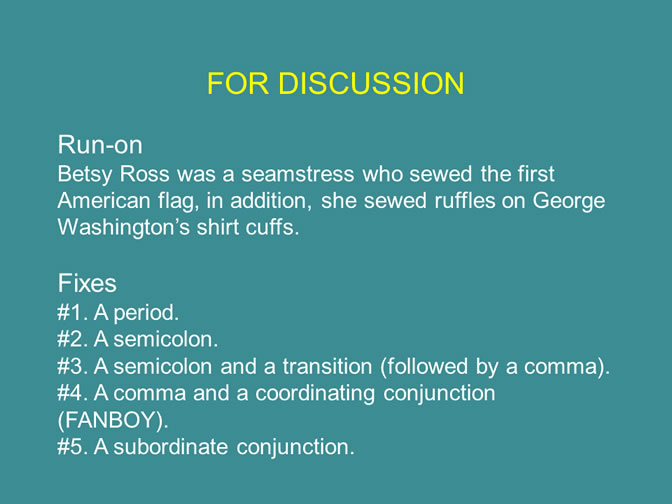 FOR DISCUSSION
Run-on
Betsy Ross was a seamstress who sewed the first
American flag, in addition, she sewed ruffles on George
Washington’s shirt cuffs.
Fixes
#1. A period.
#2. A semicolon.
#3. A semicolon and a transition (followed by a comma).
#4. A comma and a coordinating conjunction
(FANBOY).
#5. A subordinate conjunction.